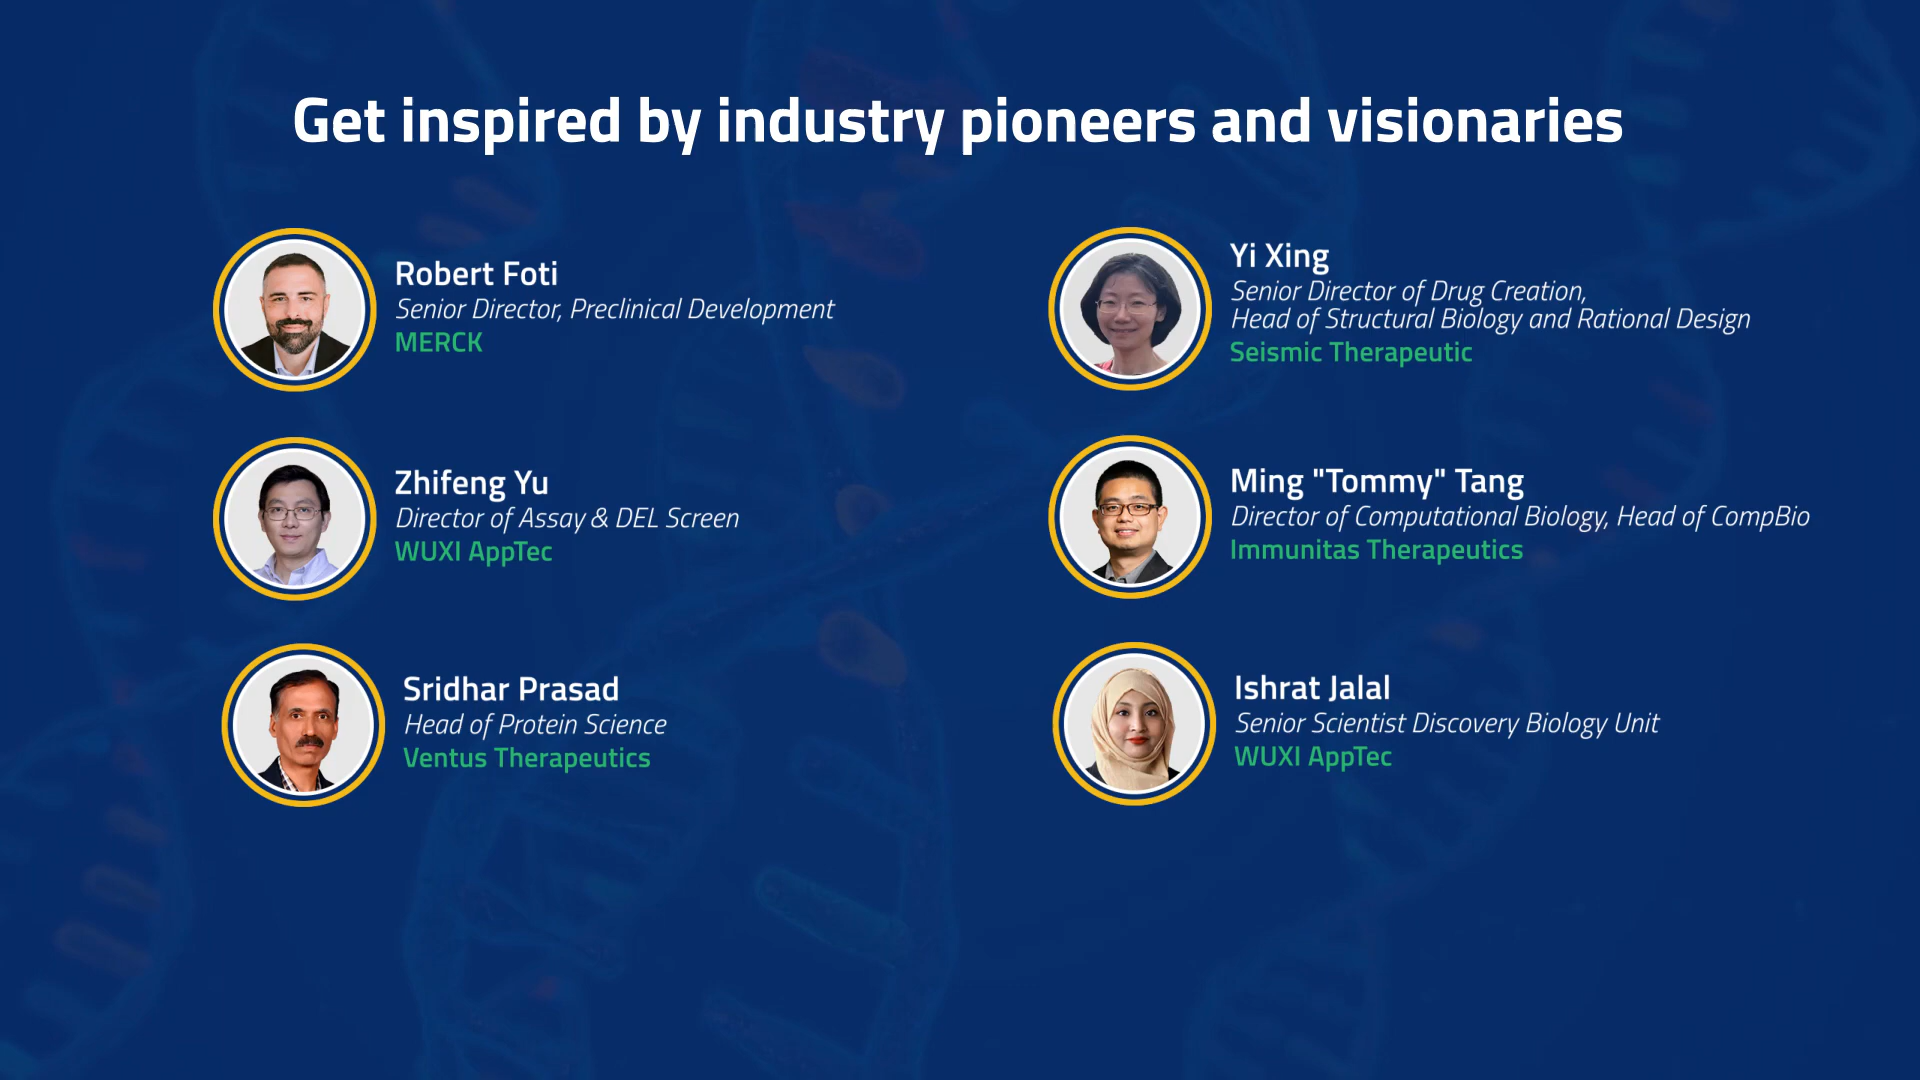 Get inspired by industry pioneers and visionaries
Robert Foti
Senior Director, Preclinical Development
MERCK
Yi Xing
Senior Director of Drug Creation,
Head of Structural Biology and Rational Design
Seismic Therapeutic
Zhifeng Yu
Director of Assay & DEL Screen
WUXI AppTec
Ming "Tommy" Tang
Director of Computational Biology, Head of CompBio
Immunitas Therapeutics
Sridhar Prasad
Head of Protein Science
Ventus Therapeutics
Ishrat Jalal
Senior Scientist Discovery Biology Unit
WUXI AppTec